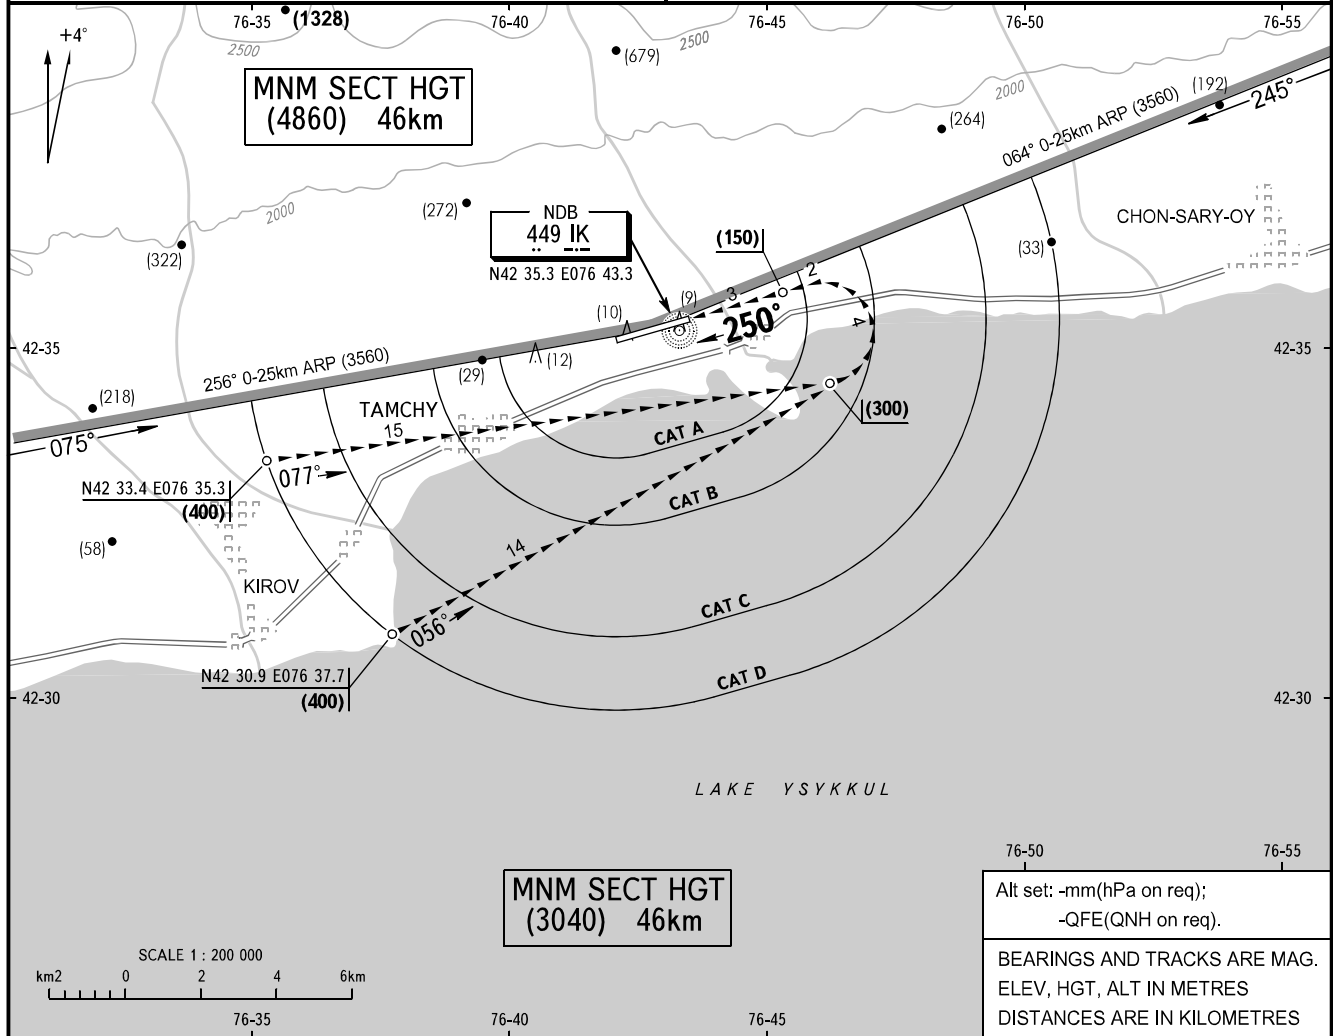 76-35
76-40
76-45
76-50
76-55
+4°
(1328)
2500
(679)
2500
MNM SECT HGT
(4860) 46km
2000
(192)
245°
(264)
064° 0-25km ARP (3560)
(272)
2000
CHON-SARY-OY
NDB
449 IK
N42 35.3 E076 43.3
(150)
(33)
(322)
2
3
(9)
(10)
250°
4
42-35
42-35
(12)
(29)
256° 0-25km ARP (3560)
(218)
TAMCHY
(300)
15
CAT A
075°
077°
N42 33.4 E076 35.3
(400)
CAT B
(58)
14
KIROV
CAT C
056°
N42 30.9 E076 37.7
(400)
CAT D
42-30
42-30
LAKE YSYKKUL
76-50
76-55
MNM SECT HGT
(3040) 46km
Alt set: -mm(hPa on req);
-QFE(QNH on req).
BEARINGS AND TRACKS ARE MAG.
ELEV, HGT, ALT IN METRES
DISTANCES ARE IN KILOMETRES
SCALE 1 : 200 000
km2 0 2 4 6km
76-35
76-40
76-45